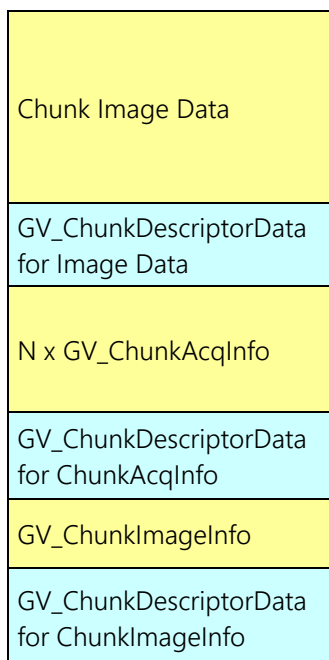 Chunk Image Data
GV_ChunkDescriptorData
for Image Data
N x GV_ChunkAcqInfo
GV_ChunkDescriptorData
for ChunkAcqInfo
GV_ChunkImageInfo
GV_ChunkDescriptorData
for ChunkImageInfo